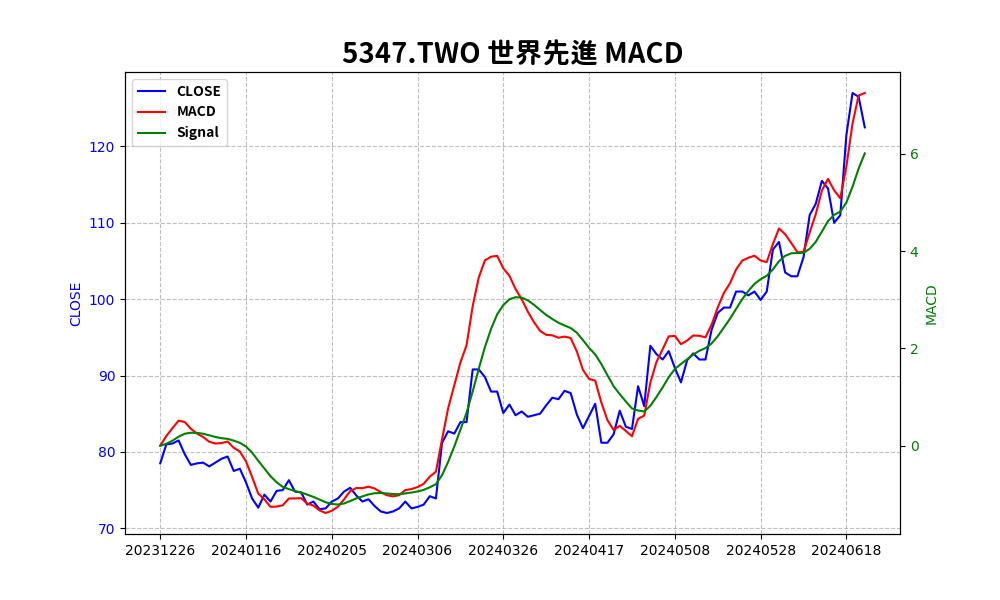 5347.TWO 世界先進 MACD
CLOSE
MACD
Signal
120
110
100
90
80
70
CLOSE
6
4
2
0
MACD
20231226 20240116 20240205 20240306 20240326 20240417 20240508 20240528 20240618